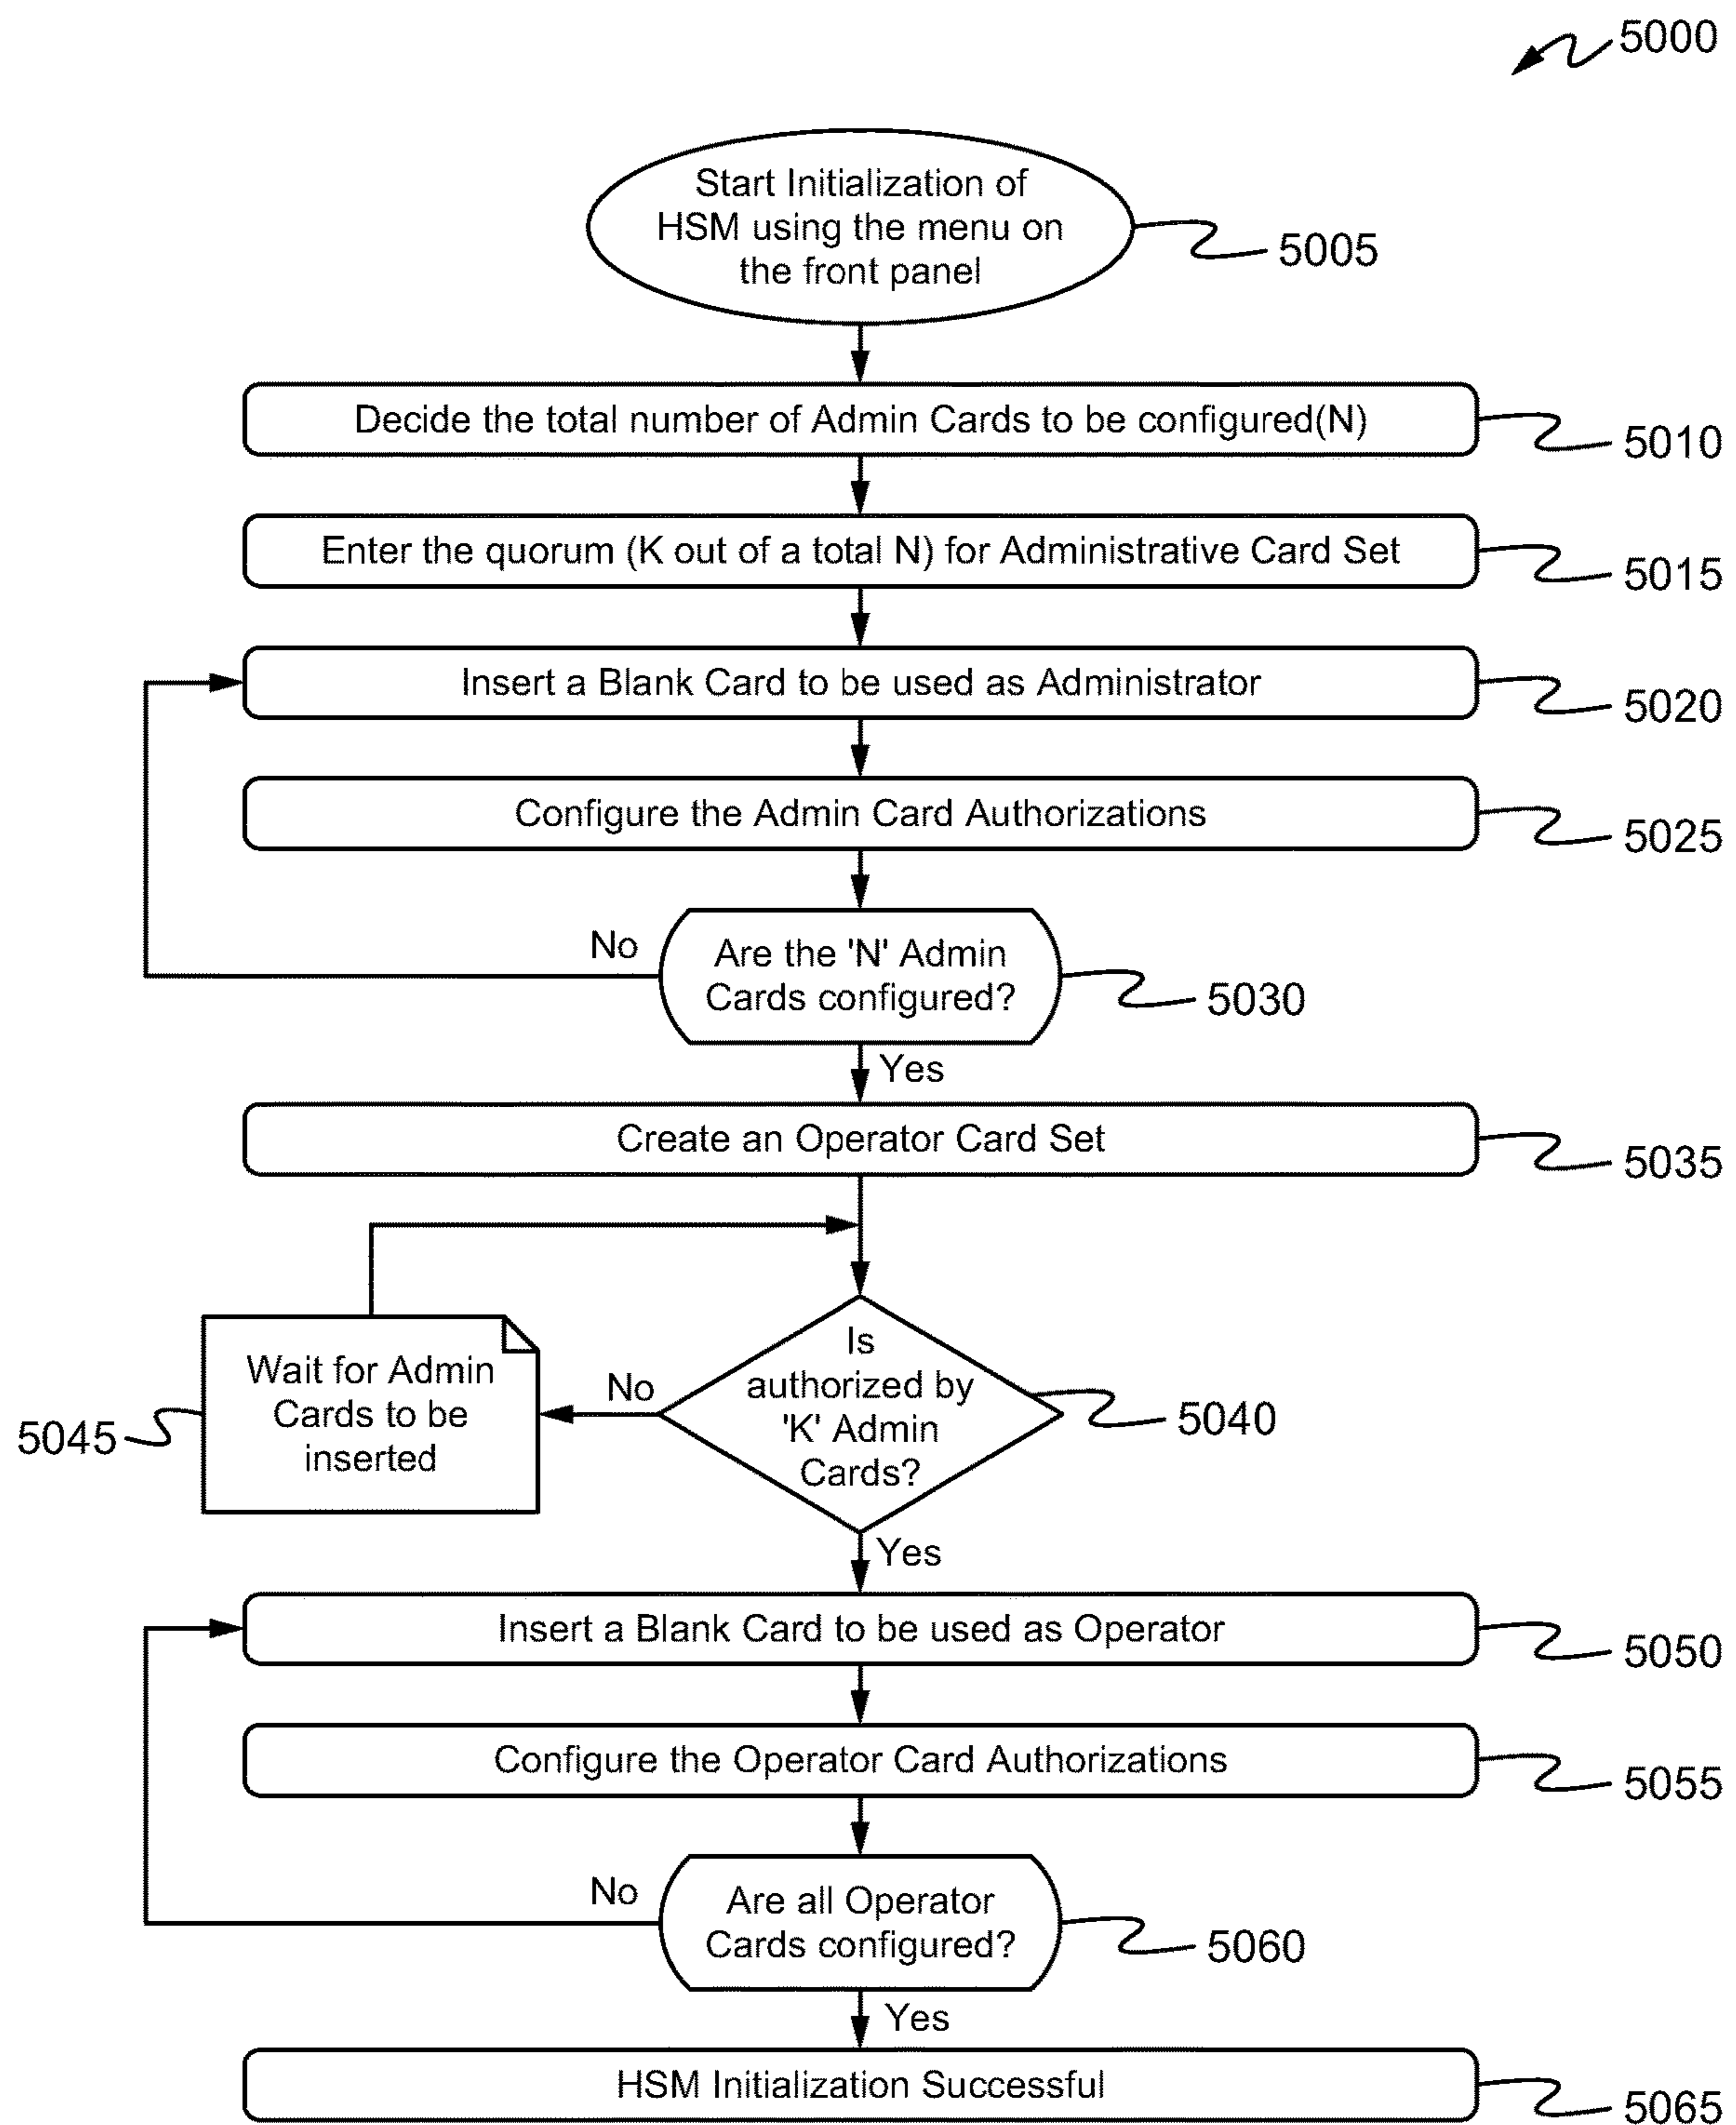 5000
Start Initialization of
HSM using the menu on
the front panel
5005
Decide the total number of Admin Cards to be configured(N)
5010
Enter the quorum (K out of a total N) for Administrative Card Set
5015
Insert a Blank Card to be used as Administrator
5020
Configure the Admin Card Authorizations
5025
No
Are the 'N' Admin
Cards configured?
5030
Yes
Create an Operator Card Set
5035
Is
authorized by
'K' Admin
Cards?
5040
No
Wait for Admin
Cards to be
inserted
5045
Yes
Insert a Blank Card to be used as Operator
5050
Configure the Operator Card Authorizations
5055
No
Are all Operator
Cards configured?
5060
Yes
HSM Initialization Successful
5065